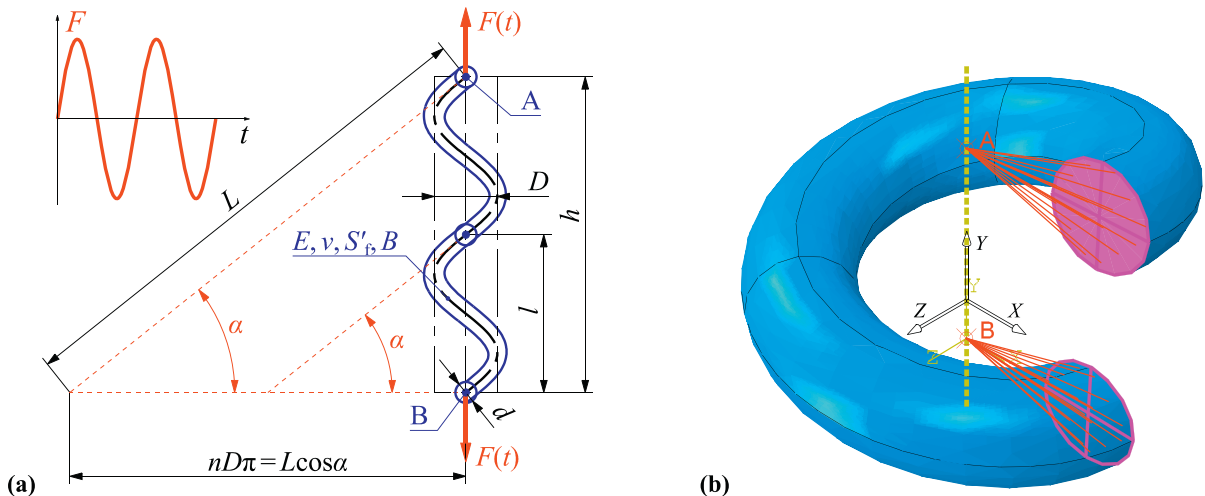 F
t
F(t)
A
L
D
h
E, ν, S′f, B
l
α
α
B
d
F(t)
nDπ = Lcosα
(a)
A
Y
Y
Z
X
B
Z
(b)